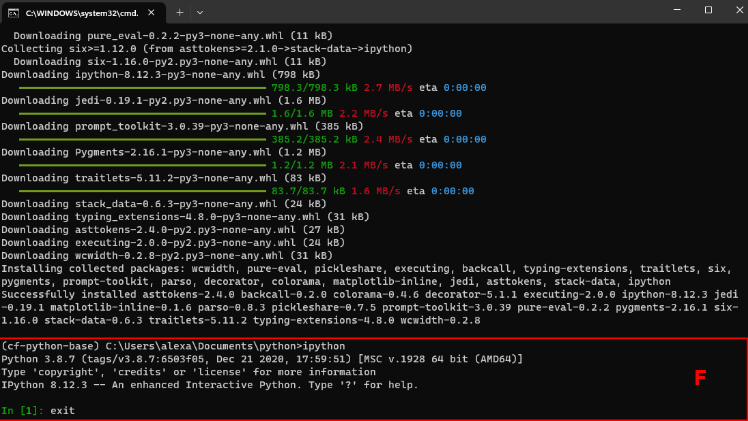 C:\WINDOWS\system32\cmd.
Downloading pure_eval-0.2.2-py3-none-any.whl (11 kB)
Collecting six>=1.12.0 (from asttokens>=2.1.0->stack-data->ipython)
Downloading six-1.16.0-py2.py3-none-any.whl (11 kB)
Downloading ipython-8.12.3-py3-none-any.whl (798 kB)
798.3/798.3 kB 2.7 MB/s eta 0:00:00
Downloading jedi-0.19.1-py2.py3-none-any.whl (1.6 MB)
1.6/1.6 MB 2.2 MB/s eta 0:00:00
Downloading prompt_toolkit-3.0.39-py3-none-any.whl (385 kB)
385.2/385.2 kB 2.4 MB/s eta 0:00:00
Downloading Pygments-2.16.1-py3-none-any.whl (1.2 MB)
1.2/1.2 MB 2.1 MB/s eta 0:00:00
Downloading traitlets-5.11.2-py3-none-any.whl (83 kB)
83.7/83.7 kB 1.6 MB/s eta 0:00:00
Downloading stack_data-0.6.3-py3-none-any.whl (24 kB)
Downloading typing_extensions-4.8.0-py3-none-any.whl (31 kB)
Downloading asttokens-2.4.0-py2.py3-none-any.whl (27 kB)
Downloading executing-2.0.0-py2.py3-none-any.whl (24 kB)
Downloading wcwidth-0.2.8-py2.py3-none-any.whl (31 kB)
Installing collected packages: wcwidth, pure-eval, pickleshare, executing, backcall, typing-extensions, traitlets, six,
pygments, prompt-toolkit, parso, decorator, colorama, matplotlib-inline, jedi, asttokens, stack-data, ipython
Successfully installed asttokens-2.4.0 backcall-0.2.0 colorama-0.4.6 decorator-5.1.1 executing-2.0.0 ipython-8.12.3 jedi
-0.19.1 matplotlib-inline-0.1.6 parso-0.8.3 pickleshare-0.7.5 prompt-toolkit-3.0.39 pure-eval-0.2.2 pygments-2.16.1 six-
1.16.0 stack-data-0.6.3 traitlets-5.11.2 typing-extensions-4.8.0 wcwidth-0.2.8
(cf-python-base) C:\Users\alexa\Documents\python>ipython
Python 3.8.7 (tags/v3.8.7:6503f05, Dec 21 2020, 17:59:51) [MSC v.1928 64 bit (AMD64)]
Type 'copyright', 'credits' or 'license' for more information
IPython 8.12.3 -- An enhanced Interactive Python. Type '?' for help.
F
In [1]: exit